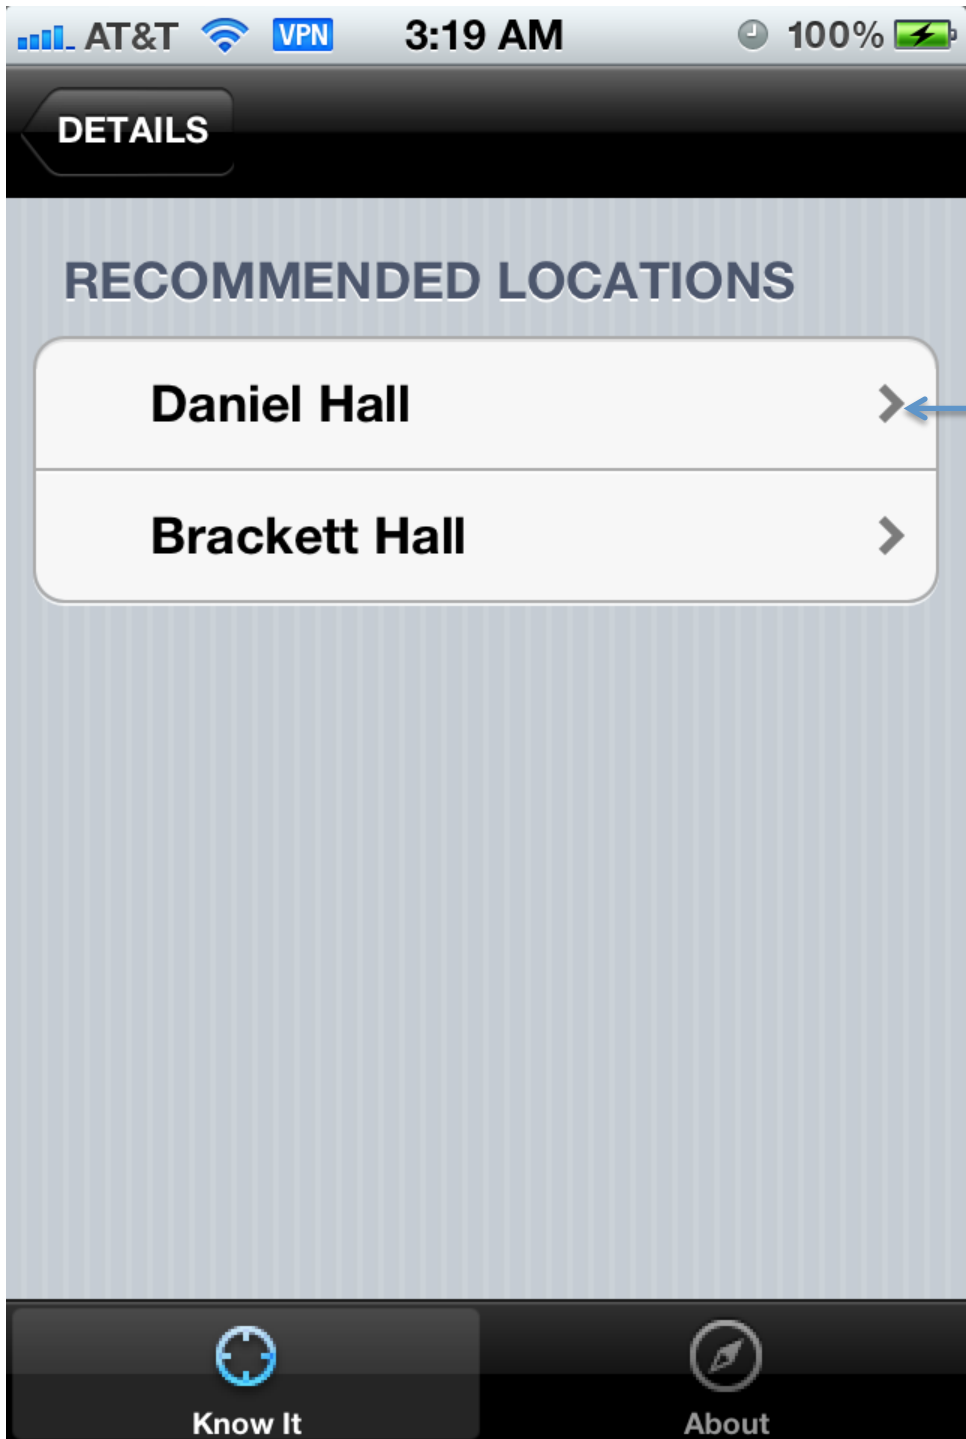 AT&T VPN 3:19 AM 100%
DETAILS
RECOMMENDED LOCATIONS
Daniel Hall
Brackett Hall
Know It About